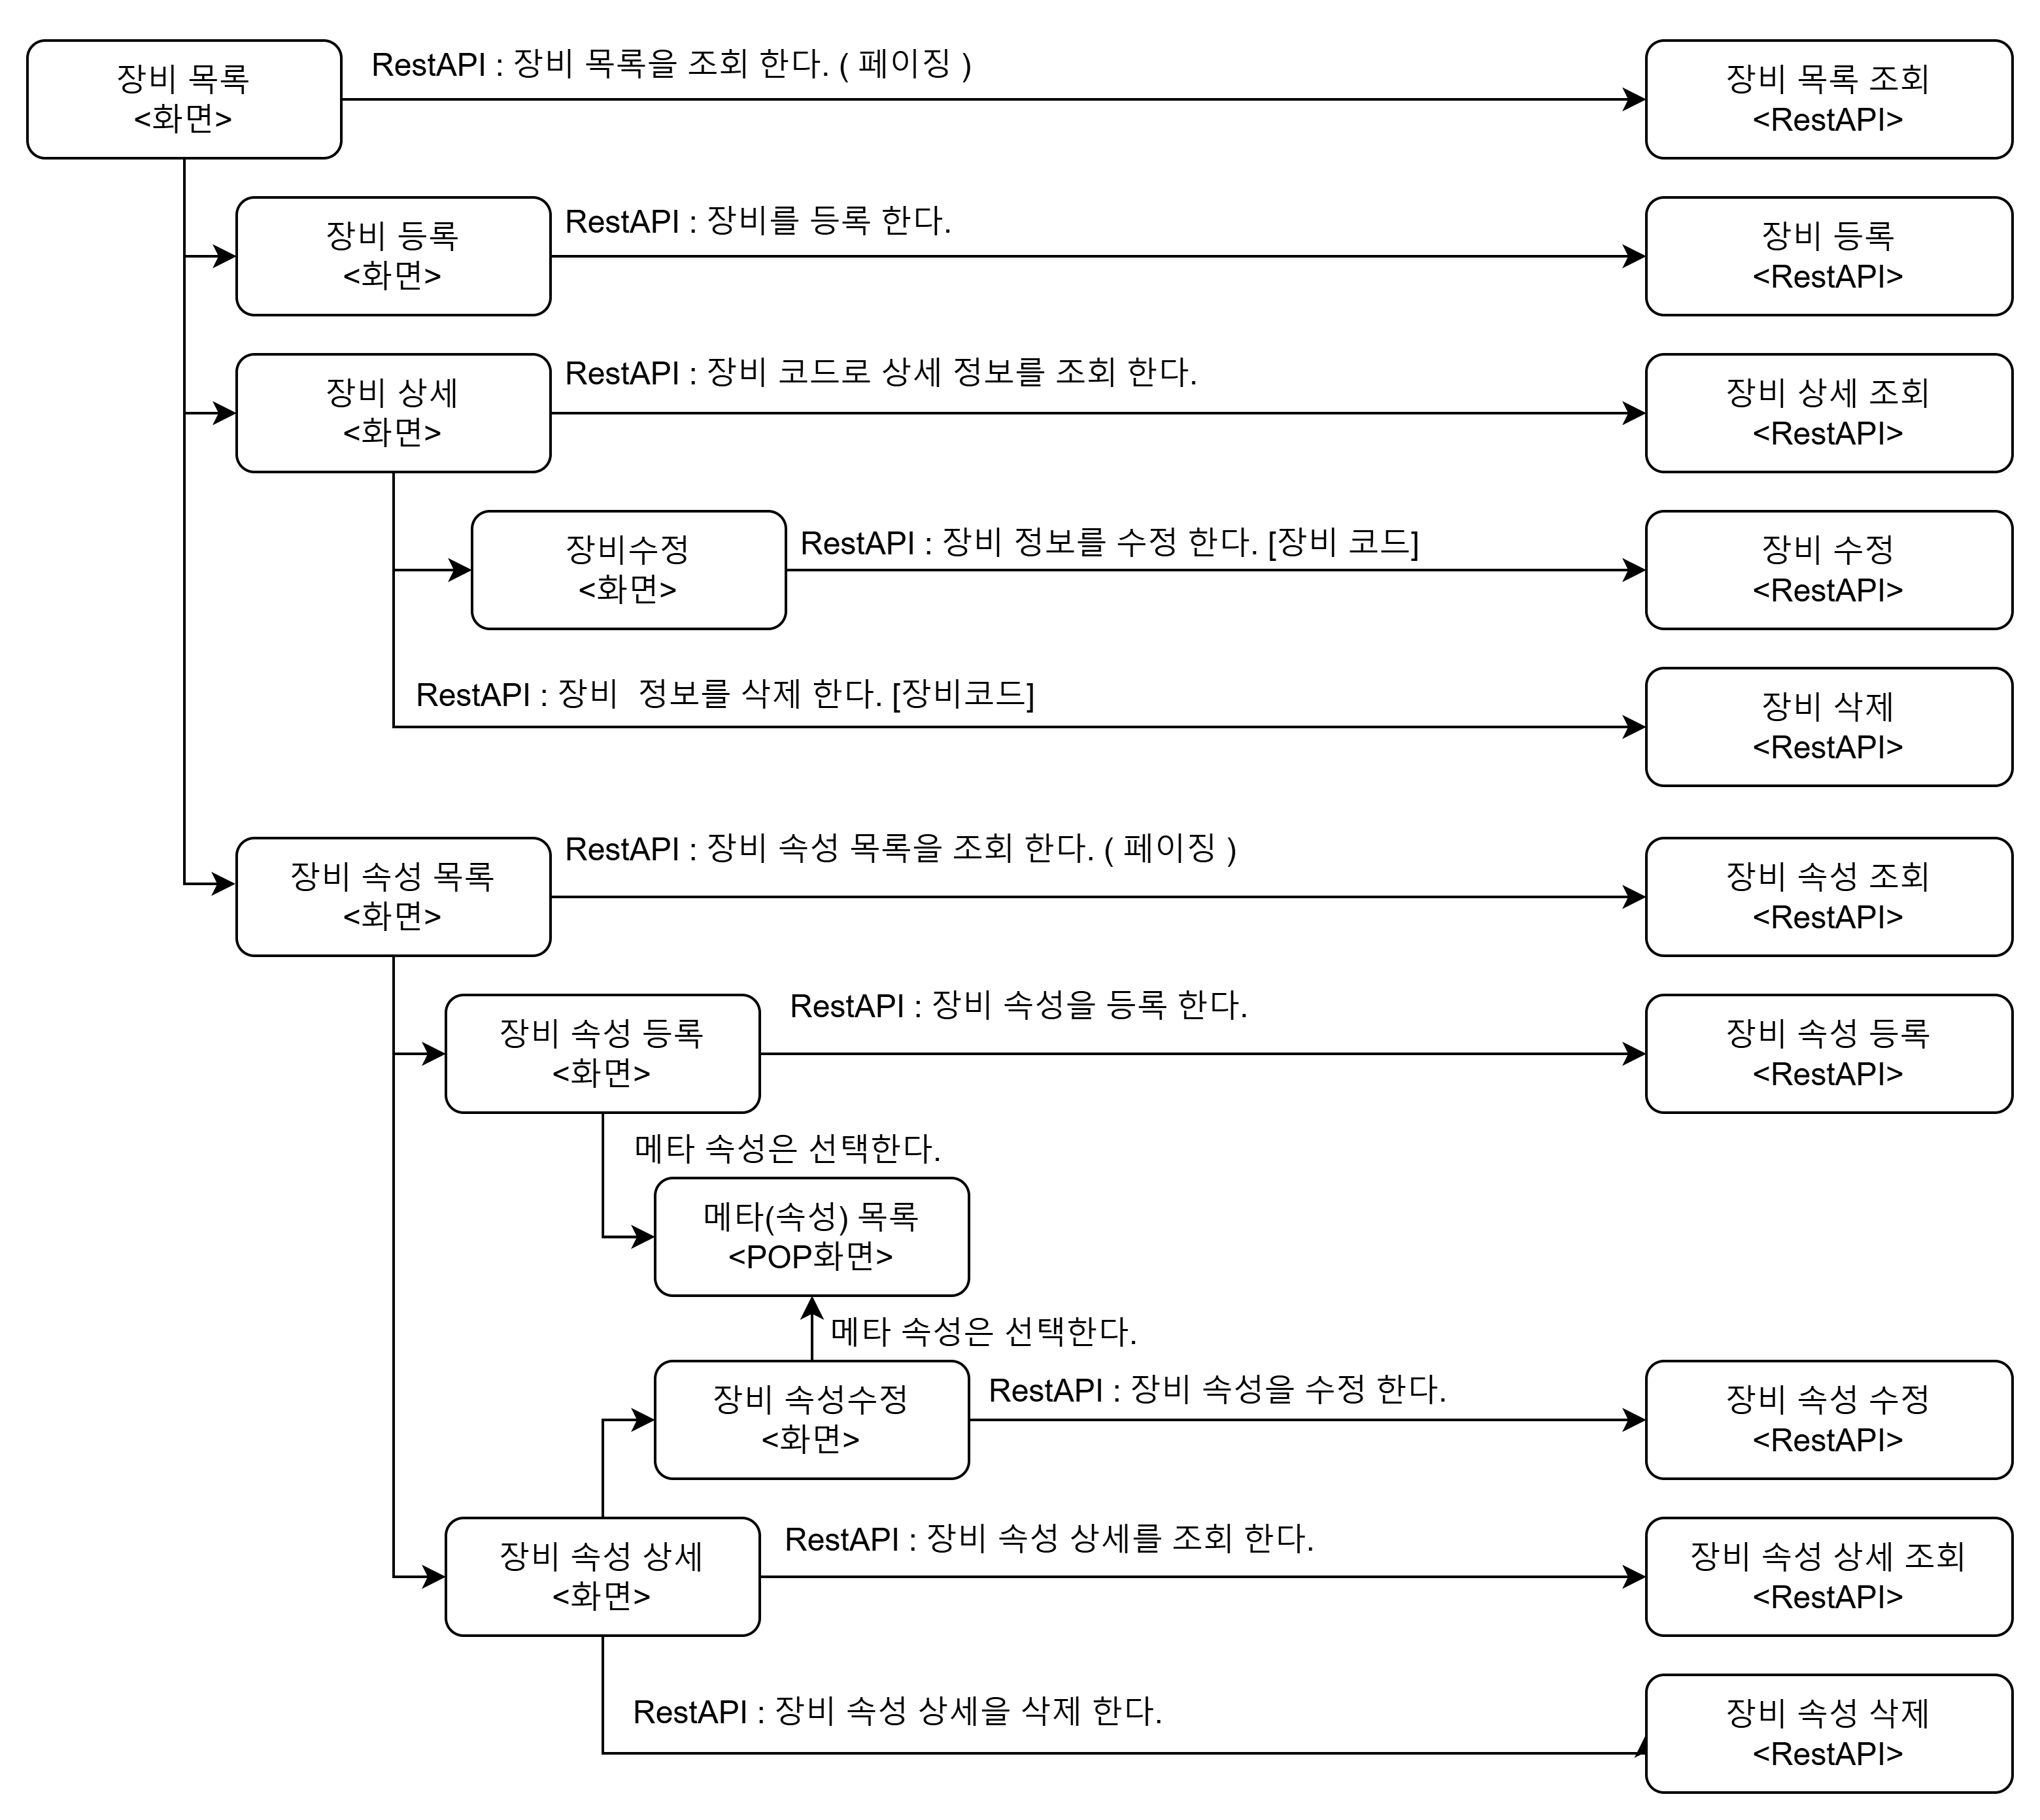 장비 목록
<화면>
RestAPI : 장비 목록을 조회 한다. ( 페이징 )
장비 목록 조회
<RestAPI>
장비 등록
<화면>
RestAPI : 장비를 등록 한다.
장비 등록
<RestAPI>
장비 상세
<화면>
RestAPI : 장비 코드로 상세 정보를 조회 한다.
장비 상세 조회
<RestAPI>
장비수정
<화면>
RestAPI : 장비 정보를 수정 한다. [장비 코드]
장비 수정
<RestAPI>
RestAPI : 장비  정보를 삭제 한다. [장비코드]
장비 삭제
<RestAPI>
장비 속성 목록
<화면>
RestAPI : 장비 속성 목록을 조회 한다. ( 페이징 )
장비 속성 조회
<RestAPI>
장비 속성 등록
<화면>
RestAPI : 장비 속성을 등록 한다.
장비 속성 등록
<RestAPI>
메타 속성은 선택한다.
메타(속성) 목록
<POP화면>
메타 속성은 선택한다.
장비 속성수정
<화면>
RestAPI : 장비 속성을 수정 한다.
장비 속성 수정
<RestAPI>
장비 속성 상세
<화면>
RestAPI : 장비 속성 상세를 조회 한다.
장비 속성 상세 조회
<RestAPI>
RestAPI : 장비 속성 상세을 삭제 한다.
장비 속성 삭제
<RestAPI>